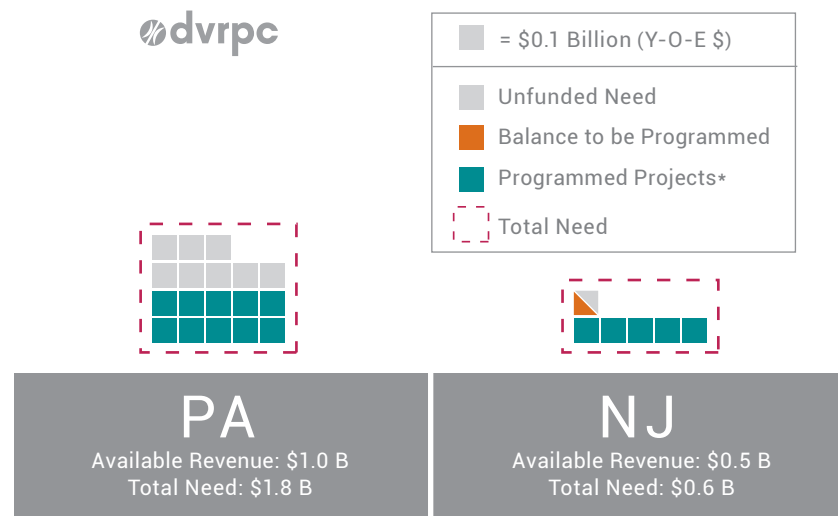 dvrpc
= $0.1 Billion (Y-O-E $)
Unfunded Need
Balance to be Programmed
Programmed Projects*
Total Need
PA
Available Revenue: $1.0 B
Total Need: $1.8 B
NJ
Available Revenue: $0.5 B
Total Need: $0.6 B